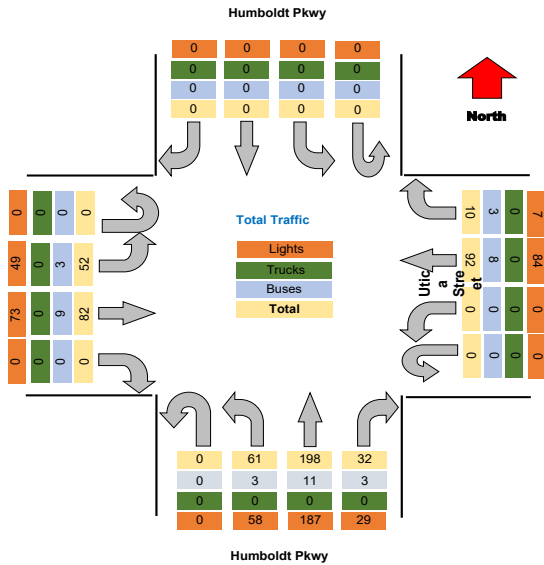 Humboldt Pkwy
0 0 0 0
0 0 0 0
0 0 0 0
0 0 0 0
North
0 0 0 0
49 0 3 52
73 0 9 82
0 0 0 0
Total Traffic
Lights
Trucks
Buses
Total
10 3 0 7
92 8 0 84
0 0 0 0
0 0 0 0
Utic
a
Stre
et
0 61 198 32
0 3 11 3
0 0 0 0
0 58 187 29
Humboldt Pkwy